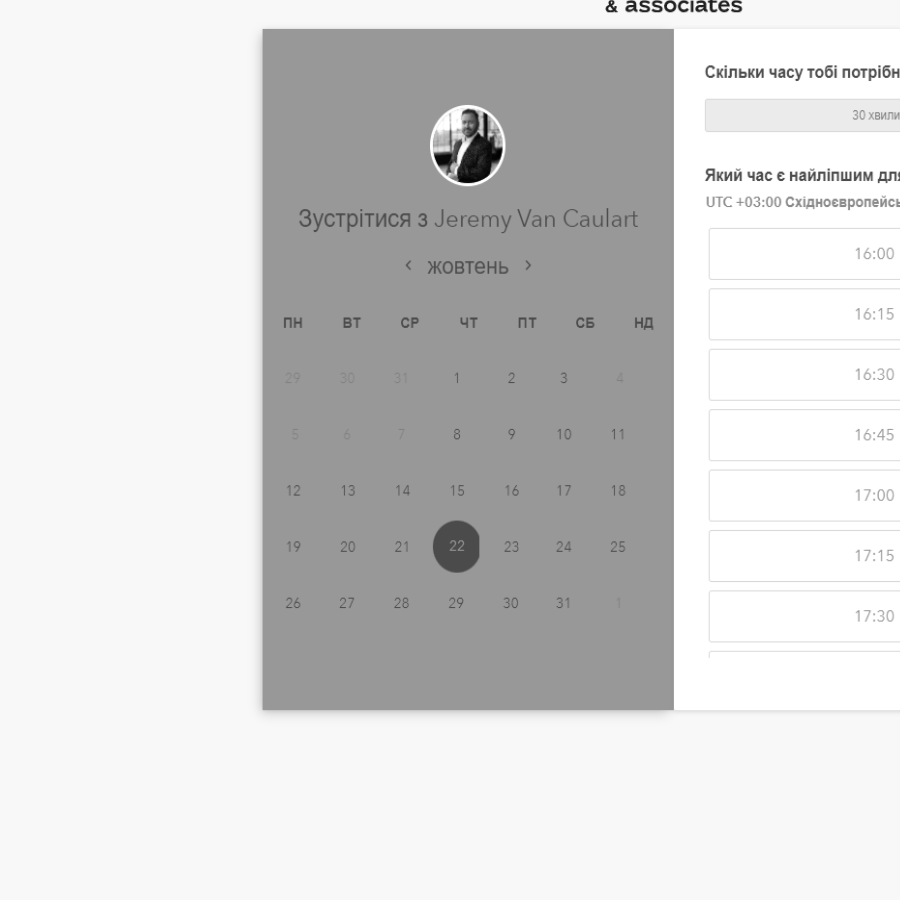 & associates
Зустрітися з Jeremy Van Caulart
‹ жовтень ›
ПН ВТ СР ЧТ ПТ СБ НД
29 30 31 1 2 3 4
5 6 7 8 9 10 11
12 13 14 15 16 17 18
19 20 21 22 23 24 25
26 27 28 29 30 31 1
Скільки часу тобі потрібн
30 хвили
Який час є найліпшим дл
UTC +03:00 Східноєвропейсь
16:00
16:15
16:30
16:45
17:00
17:15
17:30